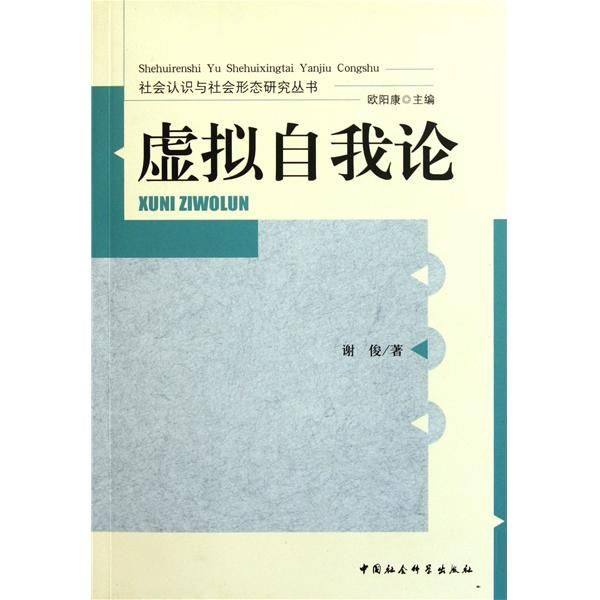 Shehuirenshi Yu Shehuixingtai Yanjiu Congshu
社会认识与社会形态研究丛书
欧阳康○主编
虚拟自我论
XUNI ZIWOLUN
谢 俊/著
中国社会科学出版社